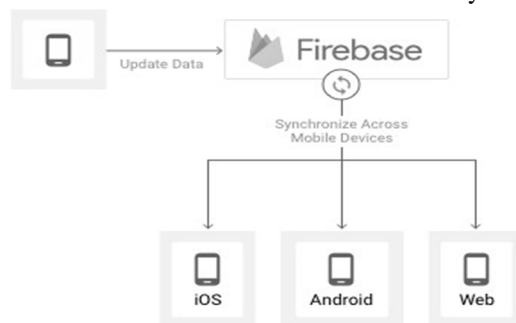 Firebase
Update Data
Synchronize Across
Mobile Devices
iOS
Android
Web